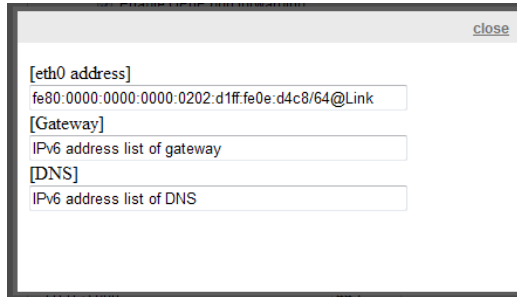 close
[eth0 address]
fe80:0000:0000:0000:0202:d1ff:fe0e:d4c8/64@Link
[Gateway]
IPv6 address list of gateway
[DNS]
IPv6 address list of DNS